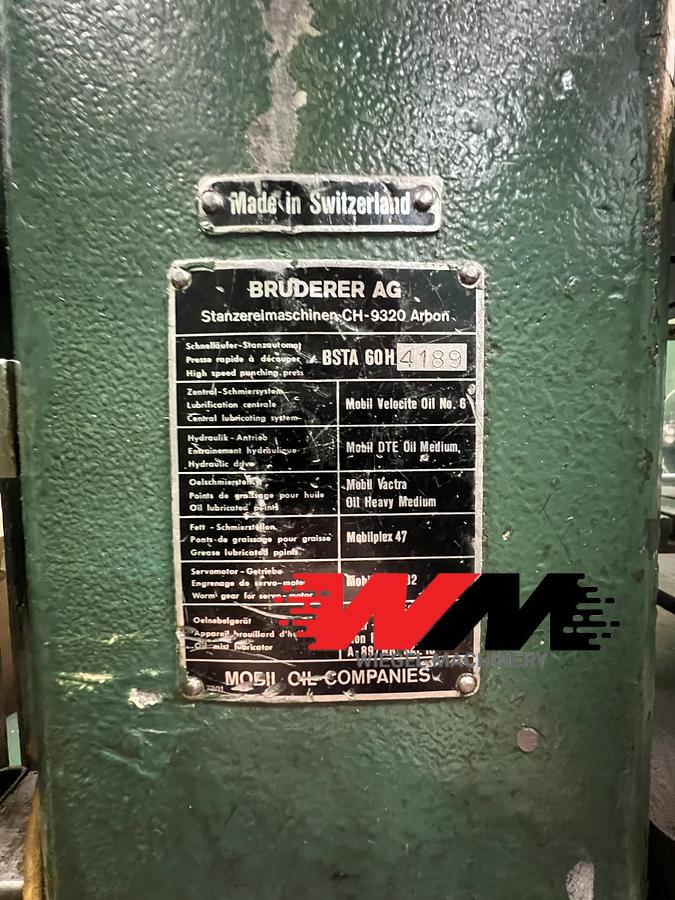 Made in Switzerland
BRUDERER AG
Stanzereimaschinen CH-9320 Arbon
Schnelläufer-Stanzautomat
Presse rapide à découper
High speed punching press
BSTA 60H 4189
Zentral-Schmiersystem
Lubrification centrale
Central lubricating system
Mobil Velocite Oil No. 6
Hydraulik-Antrieb
Entraînement hydraulique
Hydraulic drive
Mobil DTE Oil Medium
Oelschmierstellen
Points de graissage pour huile
Oil lubricated points
Mobil Vactra
Oil Heavy Medium
Fett-Schmierstellen
Ponts de graissage pour graisse
Grease lubricated points
Mobilplex 47
Servomotor-Getriebe
Engrenage de servo-moteur
Worm gear for servo-motor
Oelnebelgerät
Appareil brouillard
Oil mist lubricator
MOBIL OIL COMPANIES
WM
WIEGEL MACHINERY